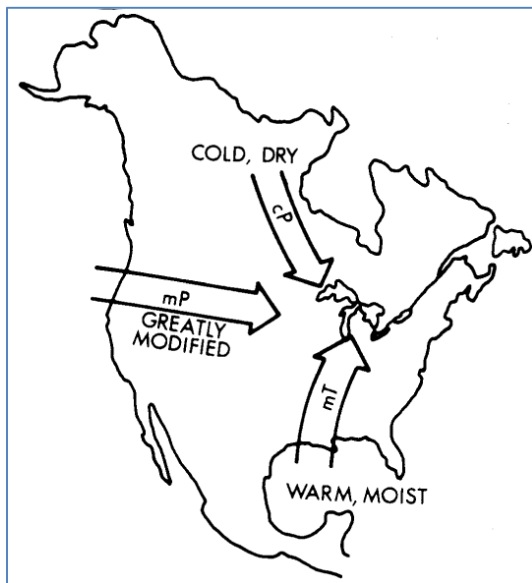 COLD, DRY
cP
mP
GREATLY
MODIFIED
mT
WARM, MOIST